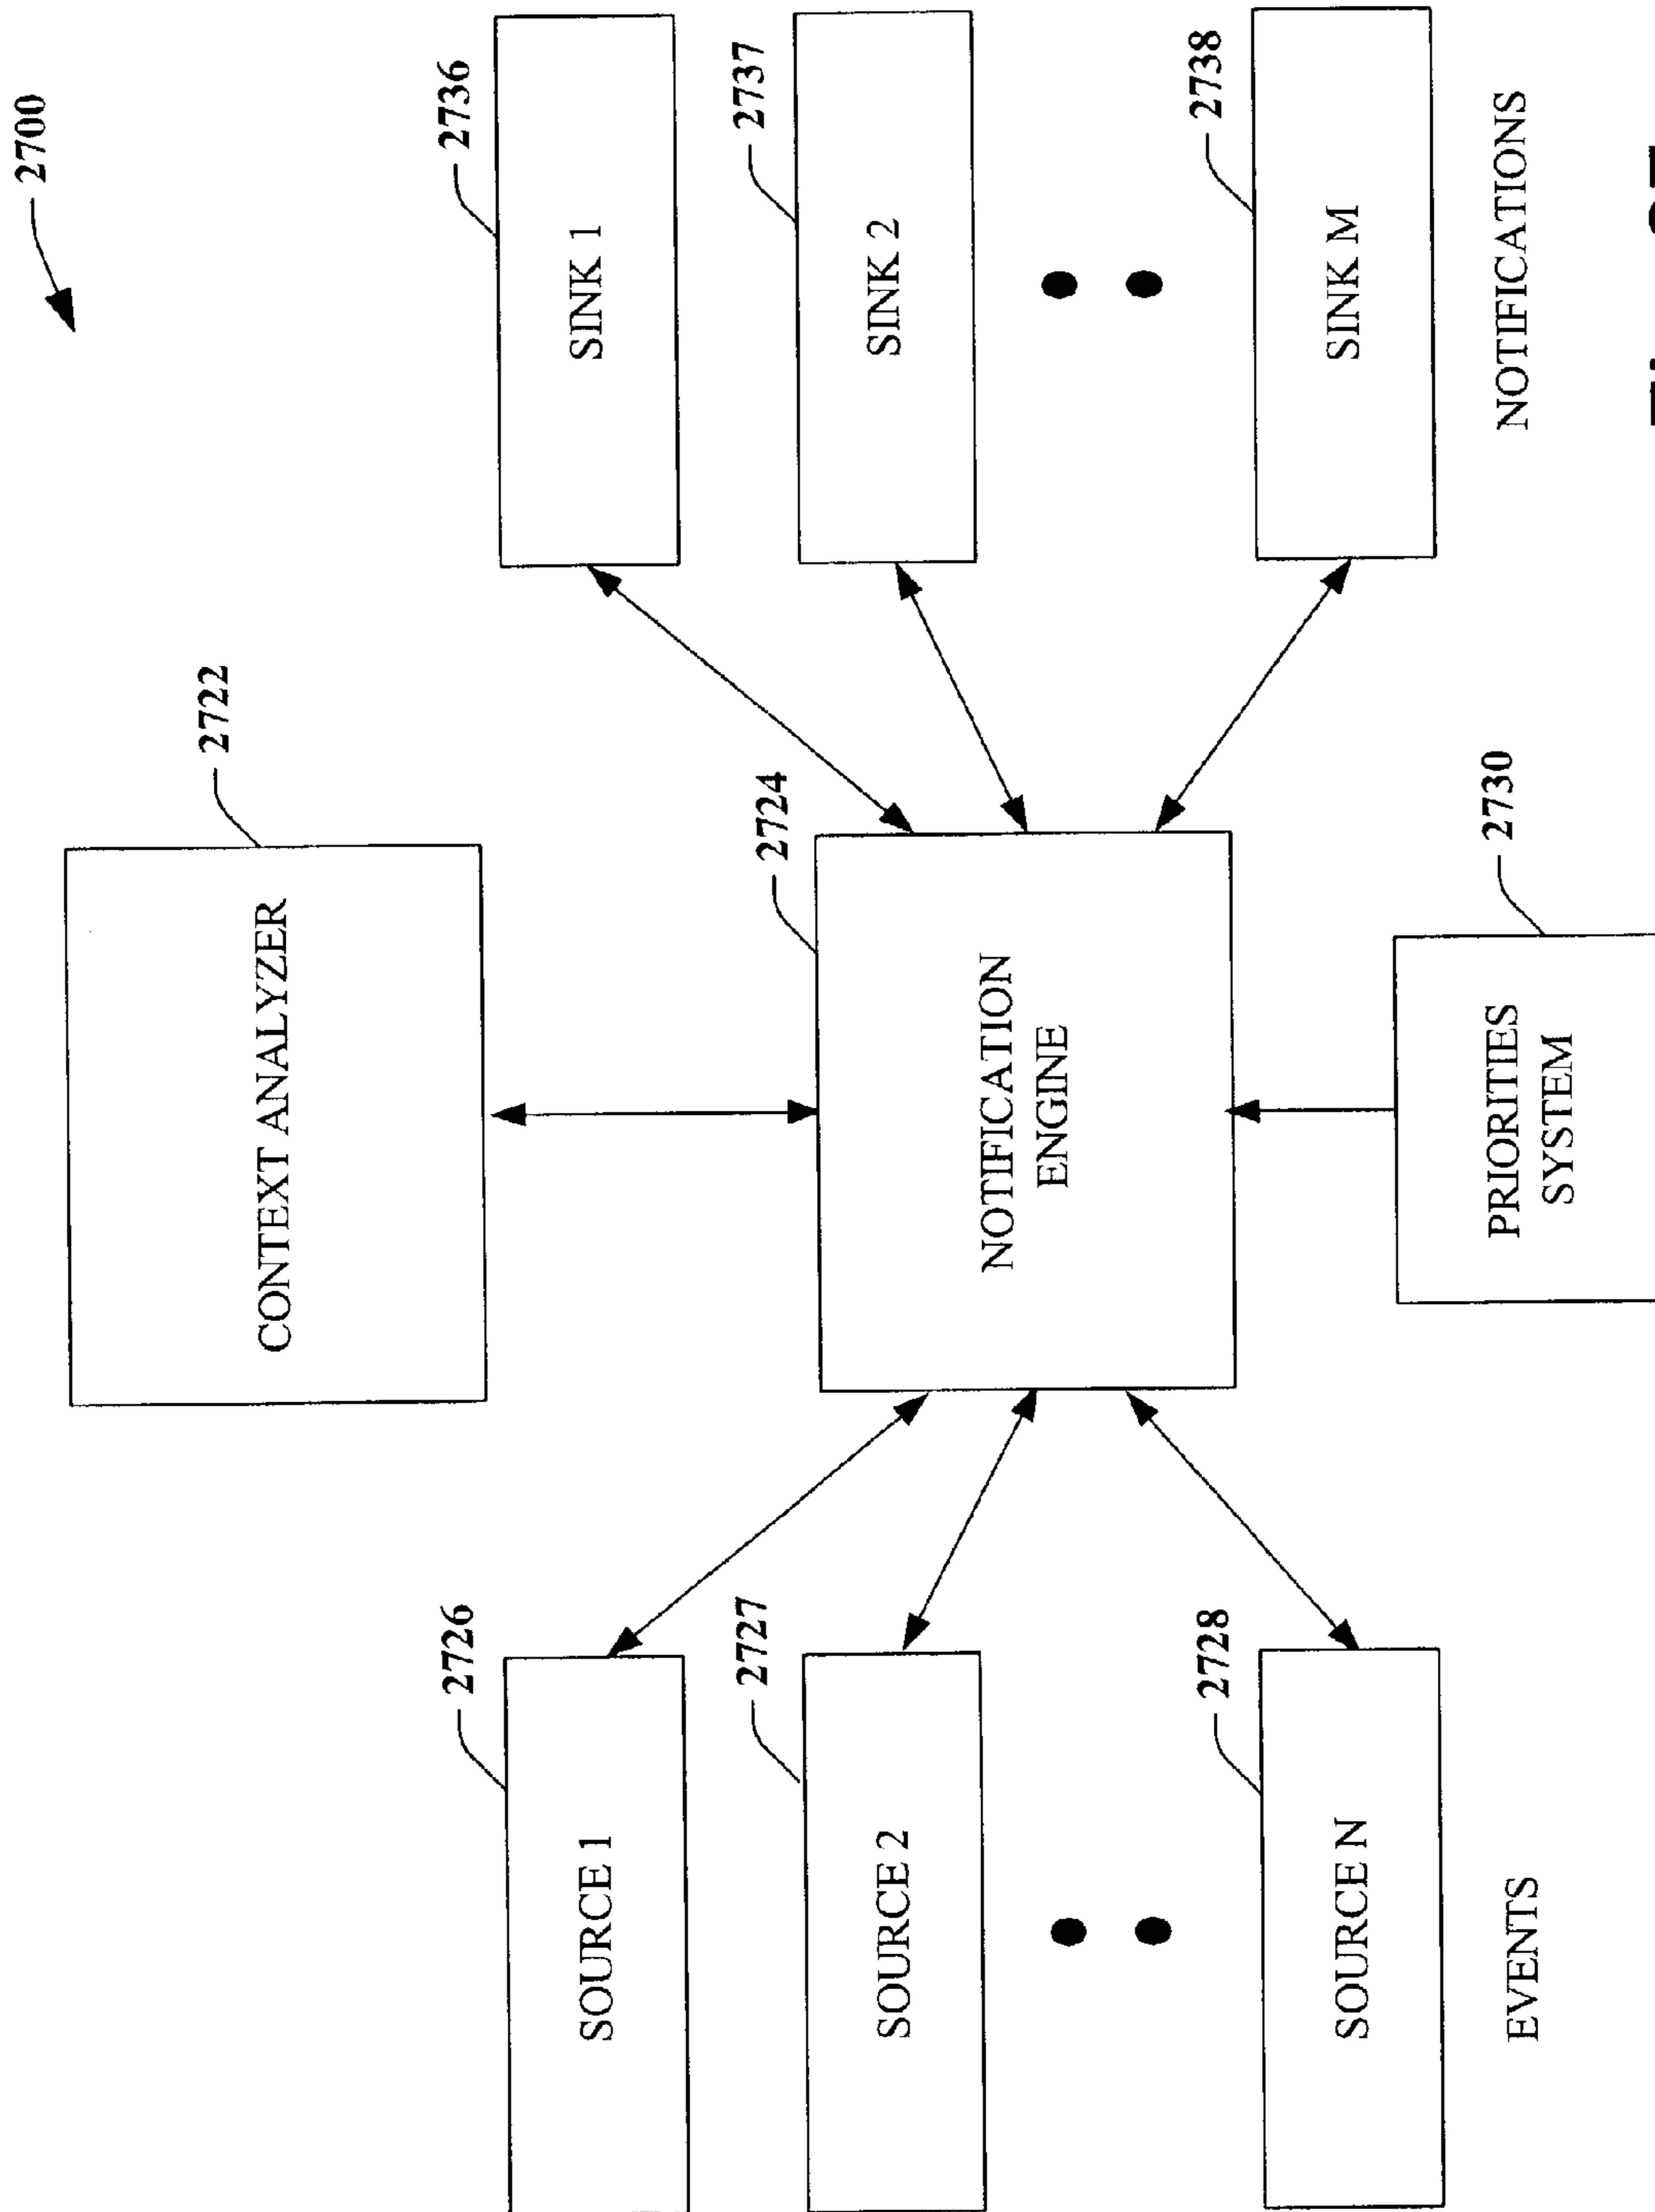 2700
2722
CONTEXT ANALYZER
2726
SOURCE 1
2724
NOTIFICATION
ENGINE
2736
SINK 1
2727
SOURCE 2
2737
SINK 2
2728
SOURCE N
2738
SINK M
2730
PRIORITIES
SYSTEM
EVENTS
NOTIFICATIONS